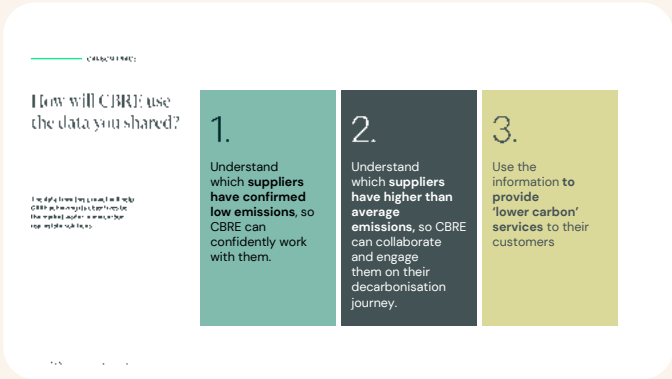 How will CBRE use
the data you shared?
1.
Understand
which suppliers
have confirmed
low emissions, so
CBRE can
confidently work
with them.
2.
Understand
which suppliers
have higher than
average
emissions, so CBRE
can collaborate
and engage
them on their
decarbonisation
journey.
3.
Use the
information to
provide
‘lower carbon’
services to their
customers